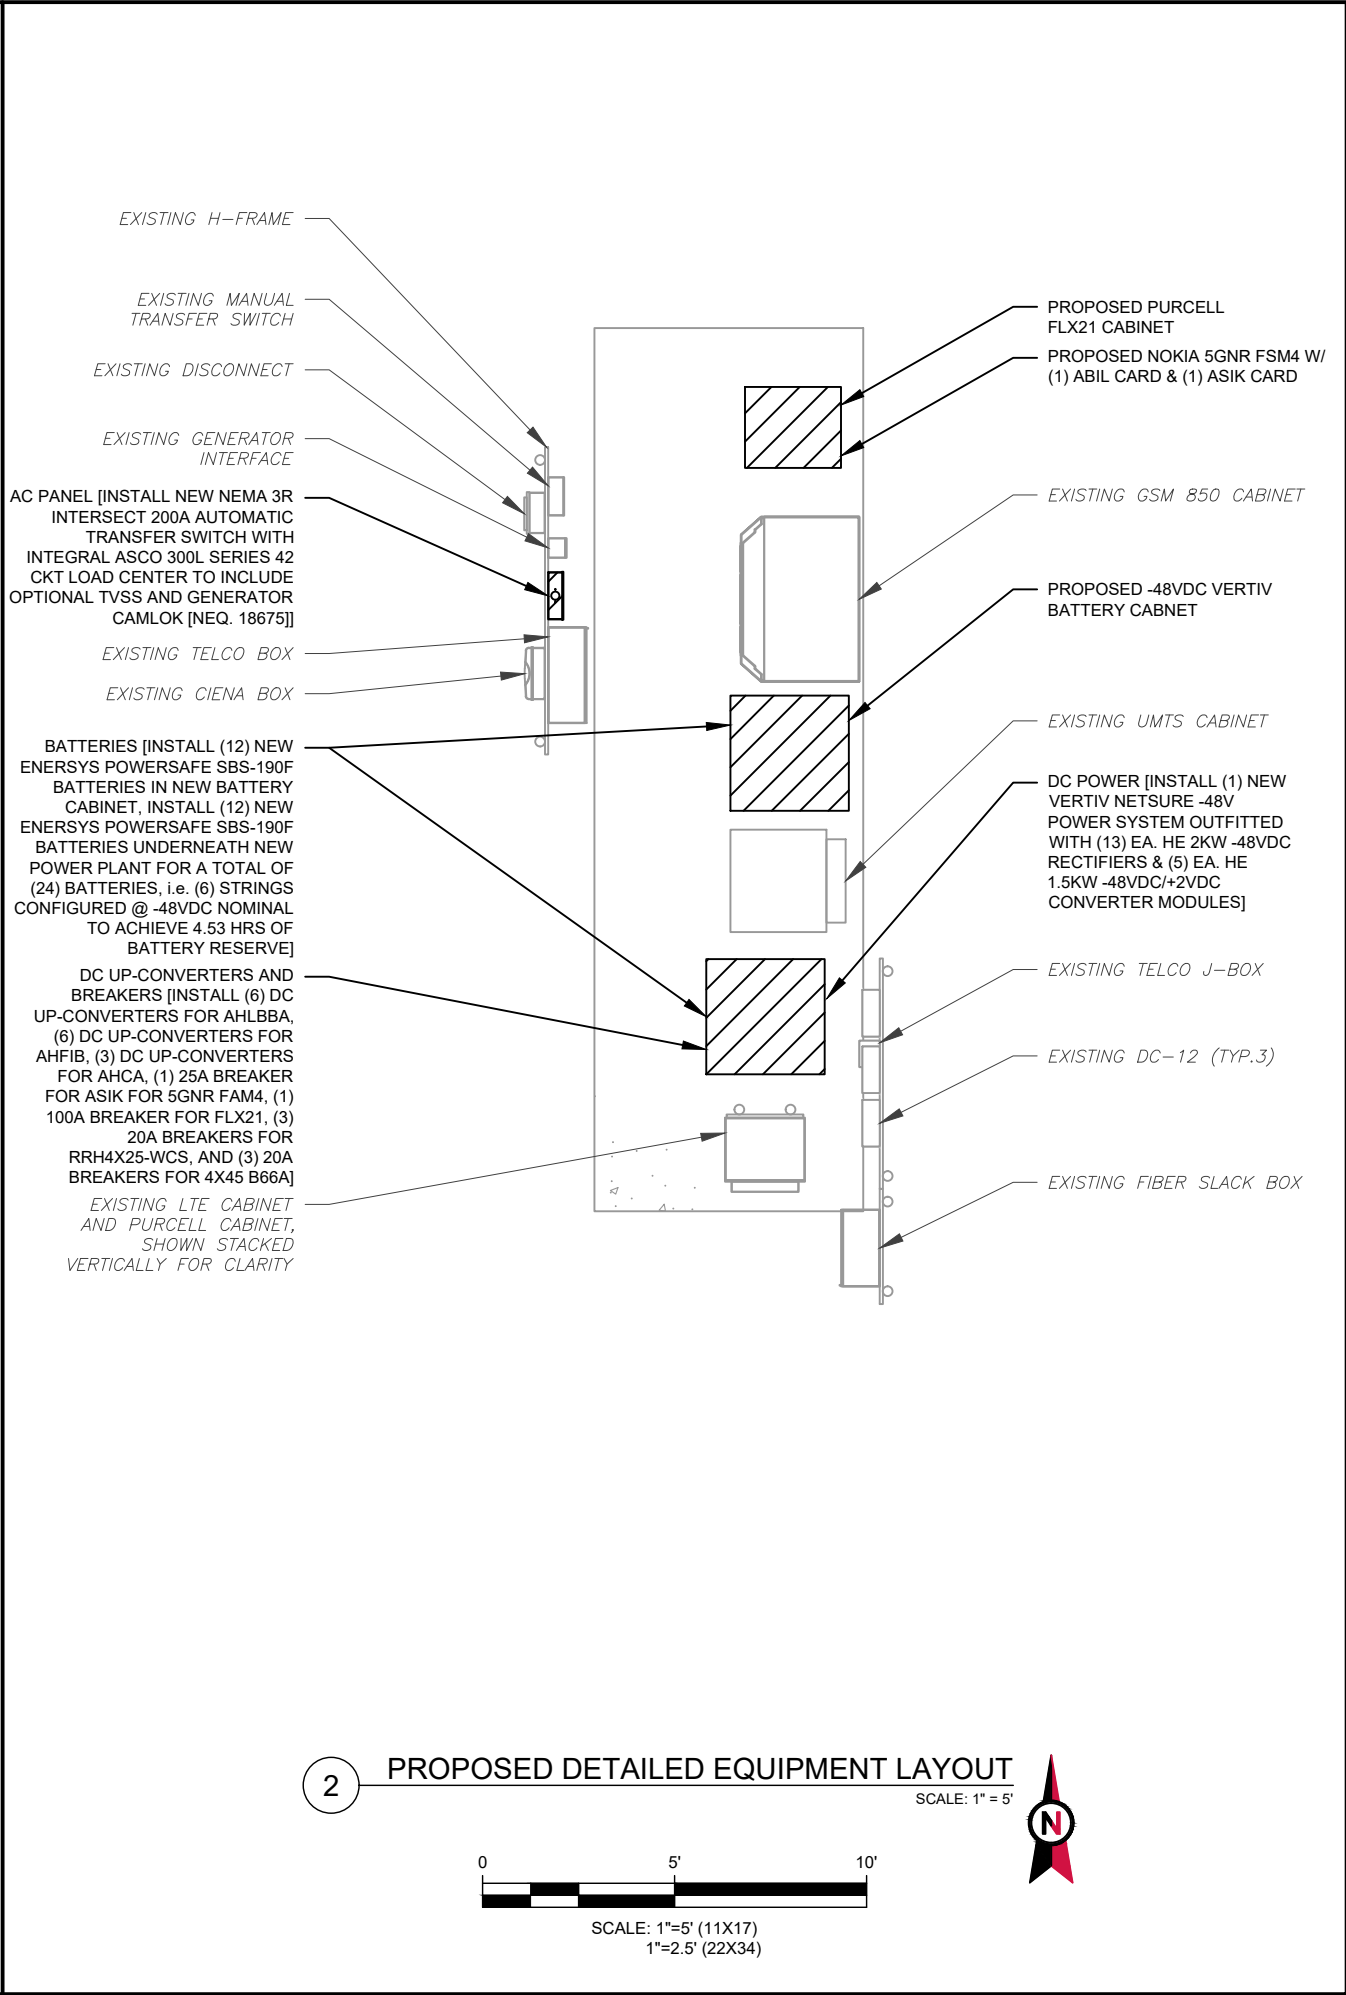 EXISTING H-FRAME
EXISTING MANUAL
TRANSFER SWITCH
EXISTING DISCONNECT
EXISTING GENERATOR
INTERFACE
AC PANEL [INSTALL NEW NEMA 3R
INTERSECT 200A AUTOMATIC
TRANSFER SWITCH WITH
INTEGRAL ASCO 300L SERIES 42
CKT LOAD CENTER TO INCLUDE
OPTIONAL TVSS AND GENERATOR
CAMLOK [NEQ. 18675]]
EXISTING TELCO BOX
EXISTING CIENA BOX
BATTERIES [INSTALL (12) NEW
ENERSYS POWERSAFE SBS-190F
BATTERIES IN NEW BATTERY
CABINET, INSTALL (12) NEW
ENERSYS POWERSAFE SBS-190F
BATTERIES UNDERNEATH NEW
POWER PLANT FOR A TOTAL OF
(24) BATTERIES, i.e. (6) STRINGS
CONFIGURED @ -48VDC NOMINAL
TO ACHIEVE 4.53 HRS OF
BATTERY RESERVE]
DC UP-CONVERTERS AND
BREAKERS [INSTALL (6) DC
UP-CONVERTERS FOR AHLBBA,
(6) DC UP-CONVERTERS FOR
AHFIB, (3) DC UP-CONVERTERS
FOR AHCA, (1) 25A BREAKER
FOR ASIK FOR 5GNR FAM4, (1)
100A BREAKER FOR FLX21, (3)
20A BREAKERS FOR
RRH4X25-WCS, AND (3) 20A
BREAKERS FOR 4X45 B66A]
EXISTING LTE CABINET
AND PURCELL CABINET,
SHOWN STACKED
VERTICALLY FOR CLARITY
PROPOSED PURCELL
FLX21 CABINET
PROPOSED NOKIA 5GNR FSM4 W/
(1) ABIL CARD & (1) ASIK CARD
EXISTING GSM 850 CABINET
PROPOSED -48VDC VERTIV
BATTERY CABNET
EXISTING UMTS CABINET
DC POWER [INSTALL (1) NEW
VERTIV NETSURE -48V
POWER SYSTEM OUTFITTED
WITH (13) EA. HE 2KW -48VDC
RECTIFIERS & (5) EA. HE
1.5KW -48VDC/+2VDC
CONVERTER MODULES]
EXISTING TELCO J-BOX
EXISTING DC-12 (TYP.3)
EXISTING FIBER SLACK BOX
2
PROPOSED DETAILED EQUIPMENT LAYOUT
SCALE: 1" = 5'
N
0 5' 10'
SCALE: 1"=5' (11X17)
1"=2.5' (22X34)